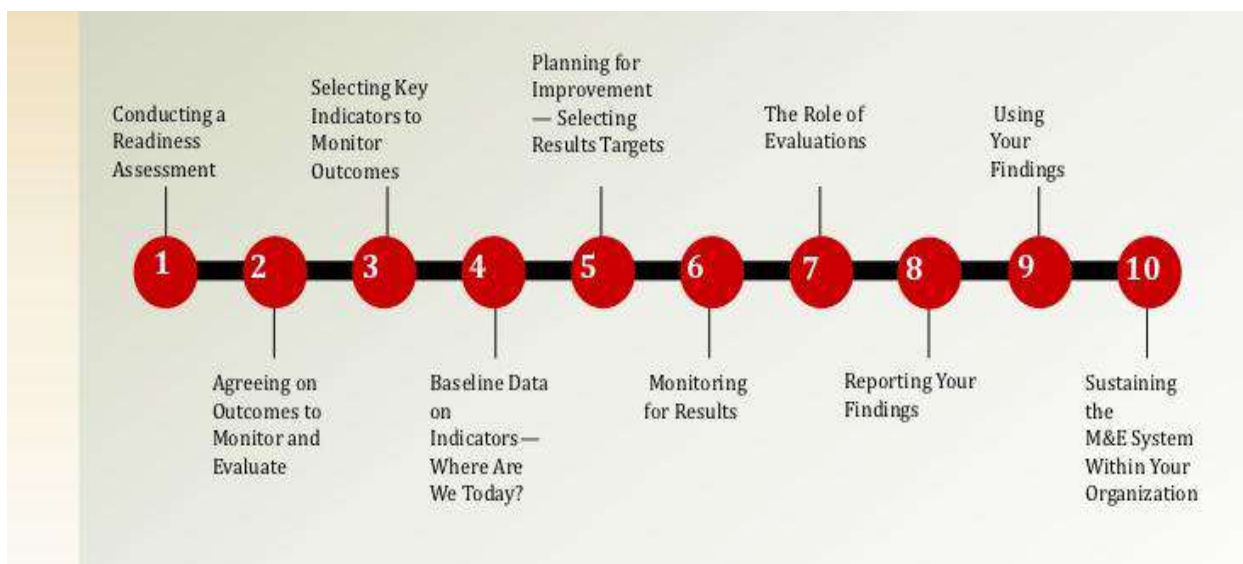 Conducting a
Readiness
Assessment
Selecting Key
Indicators to
Monitor
Outcomes
Planning for
Improvement
— Selecting
Results Targets
The Role of
Evaluations
Using
Your
Findings
1
2
3
4
5
6
7
8
9
10
Agreeing on
Outcomes to
Monitor and
Evaluate
Baseline Data
on
Indicators—
Where Are
We Today?
Monitoring
for Results
Reporting Your
Findings
Sustaining
the
M&E System
Within Your
Organization